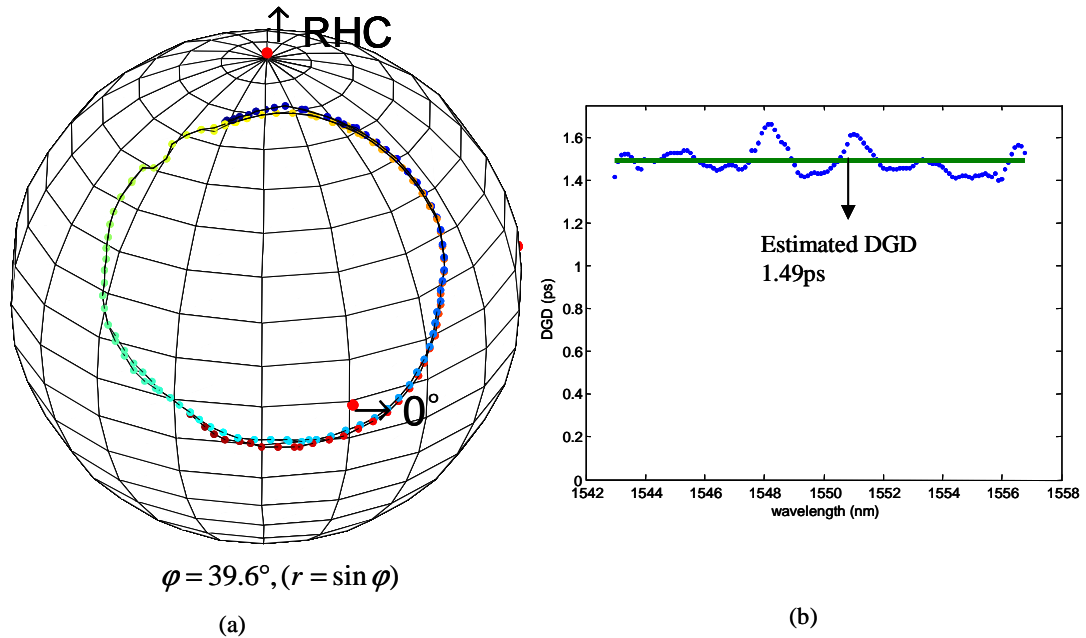 ↑ RHC
→ 0°
φ = 39.6°, (r = sin φ)
(a)
DGD (ps)
1.6
1.4
1.2
1
0.8
0.6
0.4
0.2
0
Estimated DGD
1.49ps
1542 1544 1546 1548 1550 1552 1554 1556 1558
wavelength (nm)
(b)